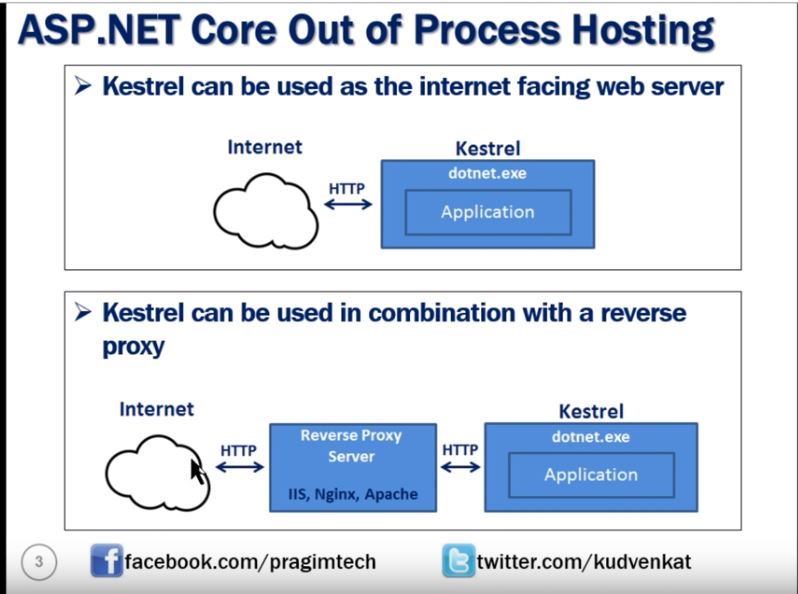 ASP.NET Core Out of Process Hosting
➢ Kestrel can be used as the internet facing web server
Internet
Kestrel
HTTP
dotnet.exe
Application
➢ Kestrel can be used in combination with a reverse
proxy
Internet
HTTP
Reverse Proxy
Server
IIS, Nginx, Apache
HTTP
Kestrel
dotnet.exe
Application
3
facebook.com/pragimtech
twitter.com/kudvenkat